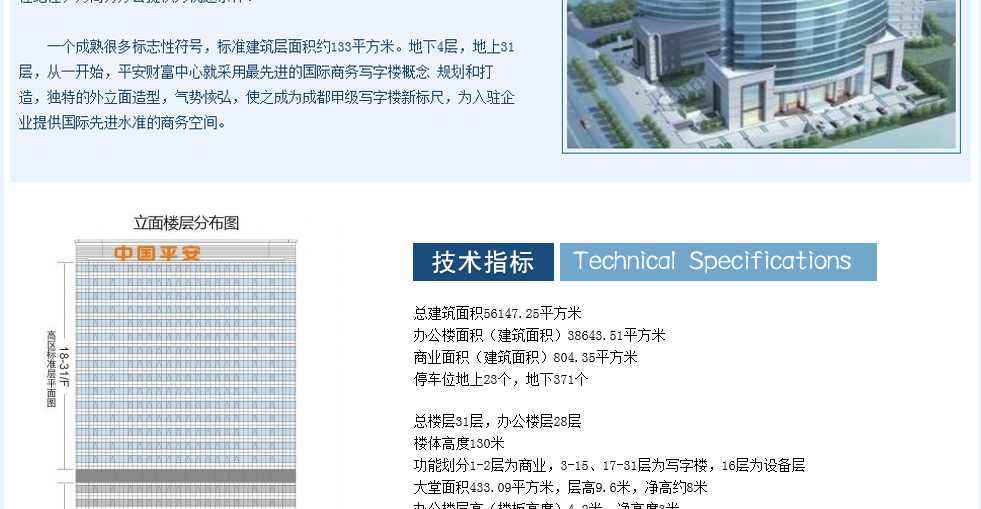 一个成熟很多标志性符号，标准建筑层面积约133平方米。地下4层，地上31
层，从一开始，平安财富中心就采用最先进的国际商务写字楼概念 规划和打
造，独特的外立面造型，气势恢弘，使之成为成都甲级写字楼新标尺，为入驻企
业提供国际先进水准的商务空间。
立面楼层分布图
中国平安
18-31/F
高区标准层平面图
技术指标 Technical Specifications
总建筑面积56147.25平方米
办公楼面积（建筑面积）38643.51平方米
商业面积（建筑面积）804.35平方米
停车位地上23个，地下371个
总楼层31层，办公楼层28层
楼体高度130米
功能划分1-2层为商业，3-15、17-31层为写字楼，16层为设备层
大堂面积433.09平方米，层高9.6米，净高约8米